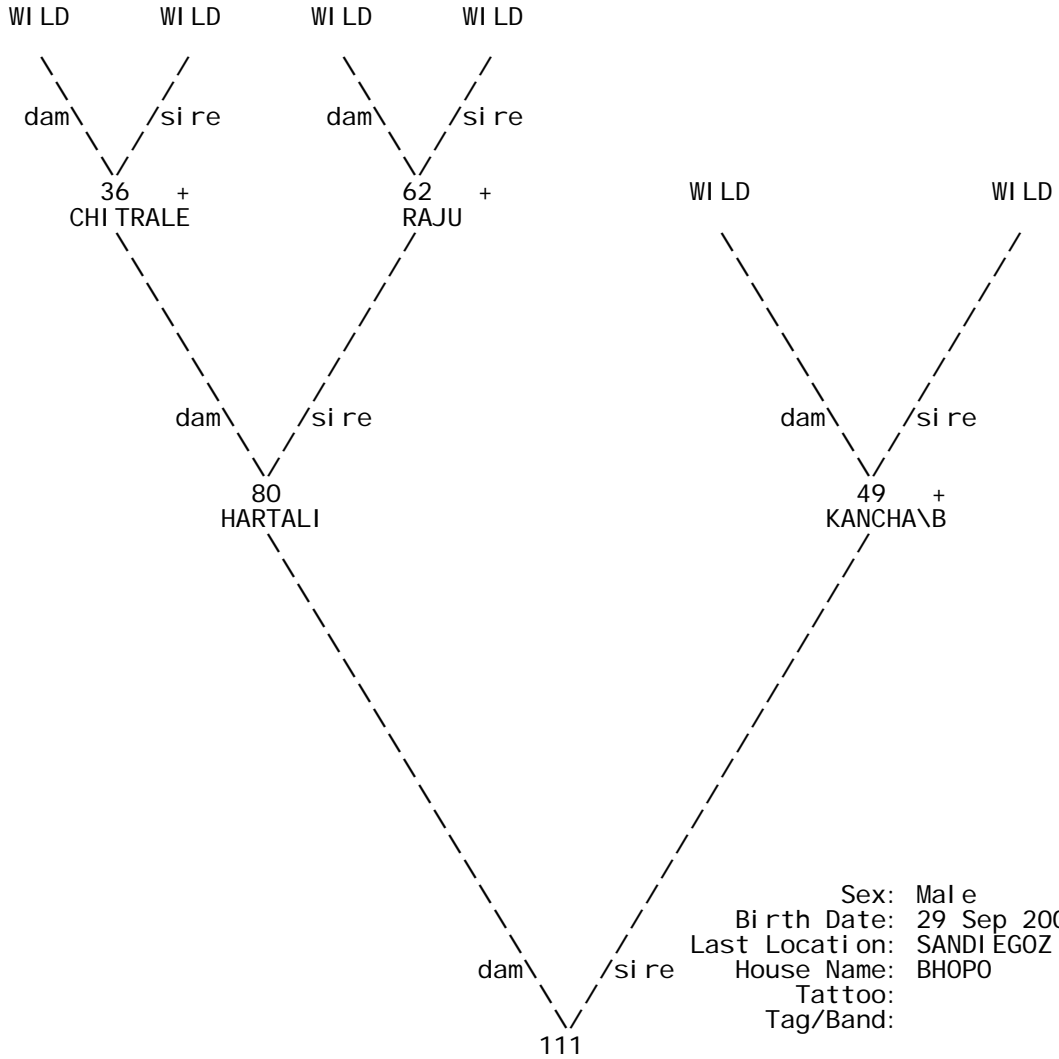 WILD WILD WILD WILD
dam sire dam sire
36 + 62 + WILD WILD
CHITRALE RAJU
dam sire dam sire
80 49 +
HARTALI KANCHA\B
Sex: Male
Birth Date: 29 Sep 200
Last Location: SANDIEGOZ
dam sire House Name: BHOPO
Tattoo:
Tag/Band:
111